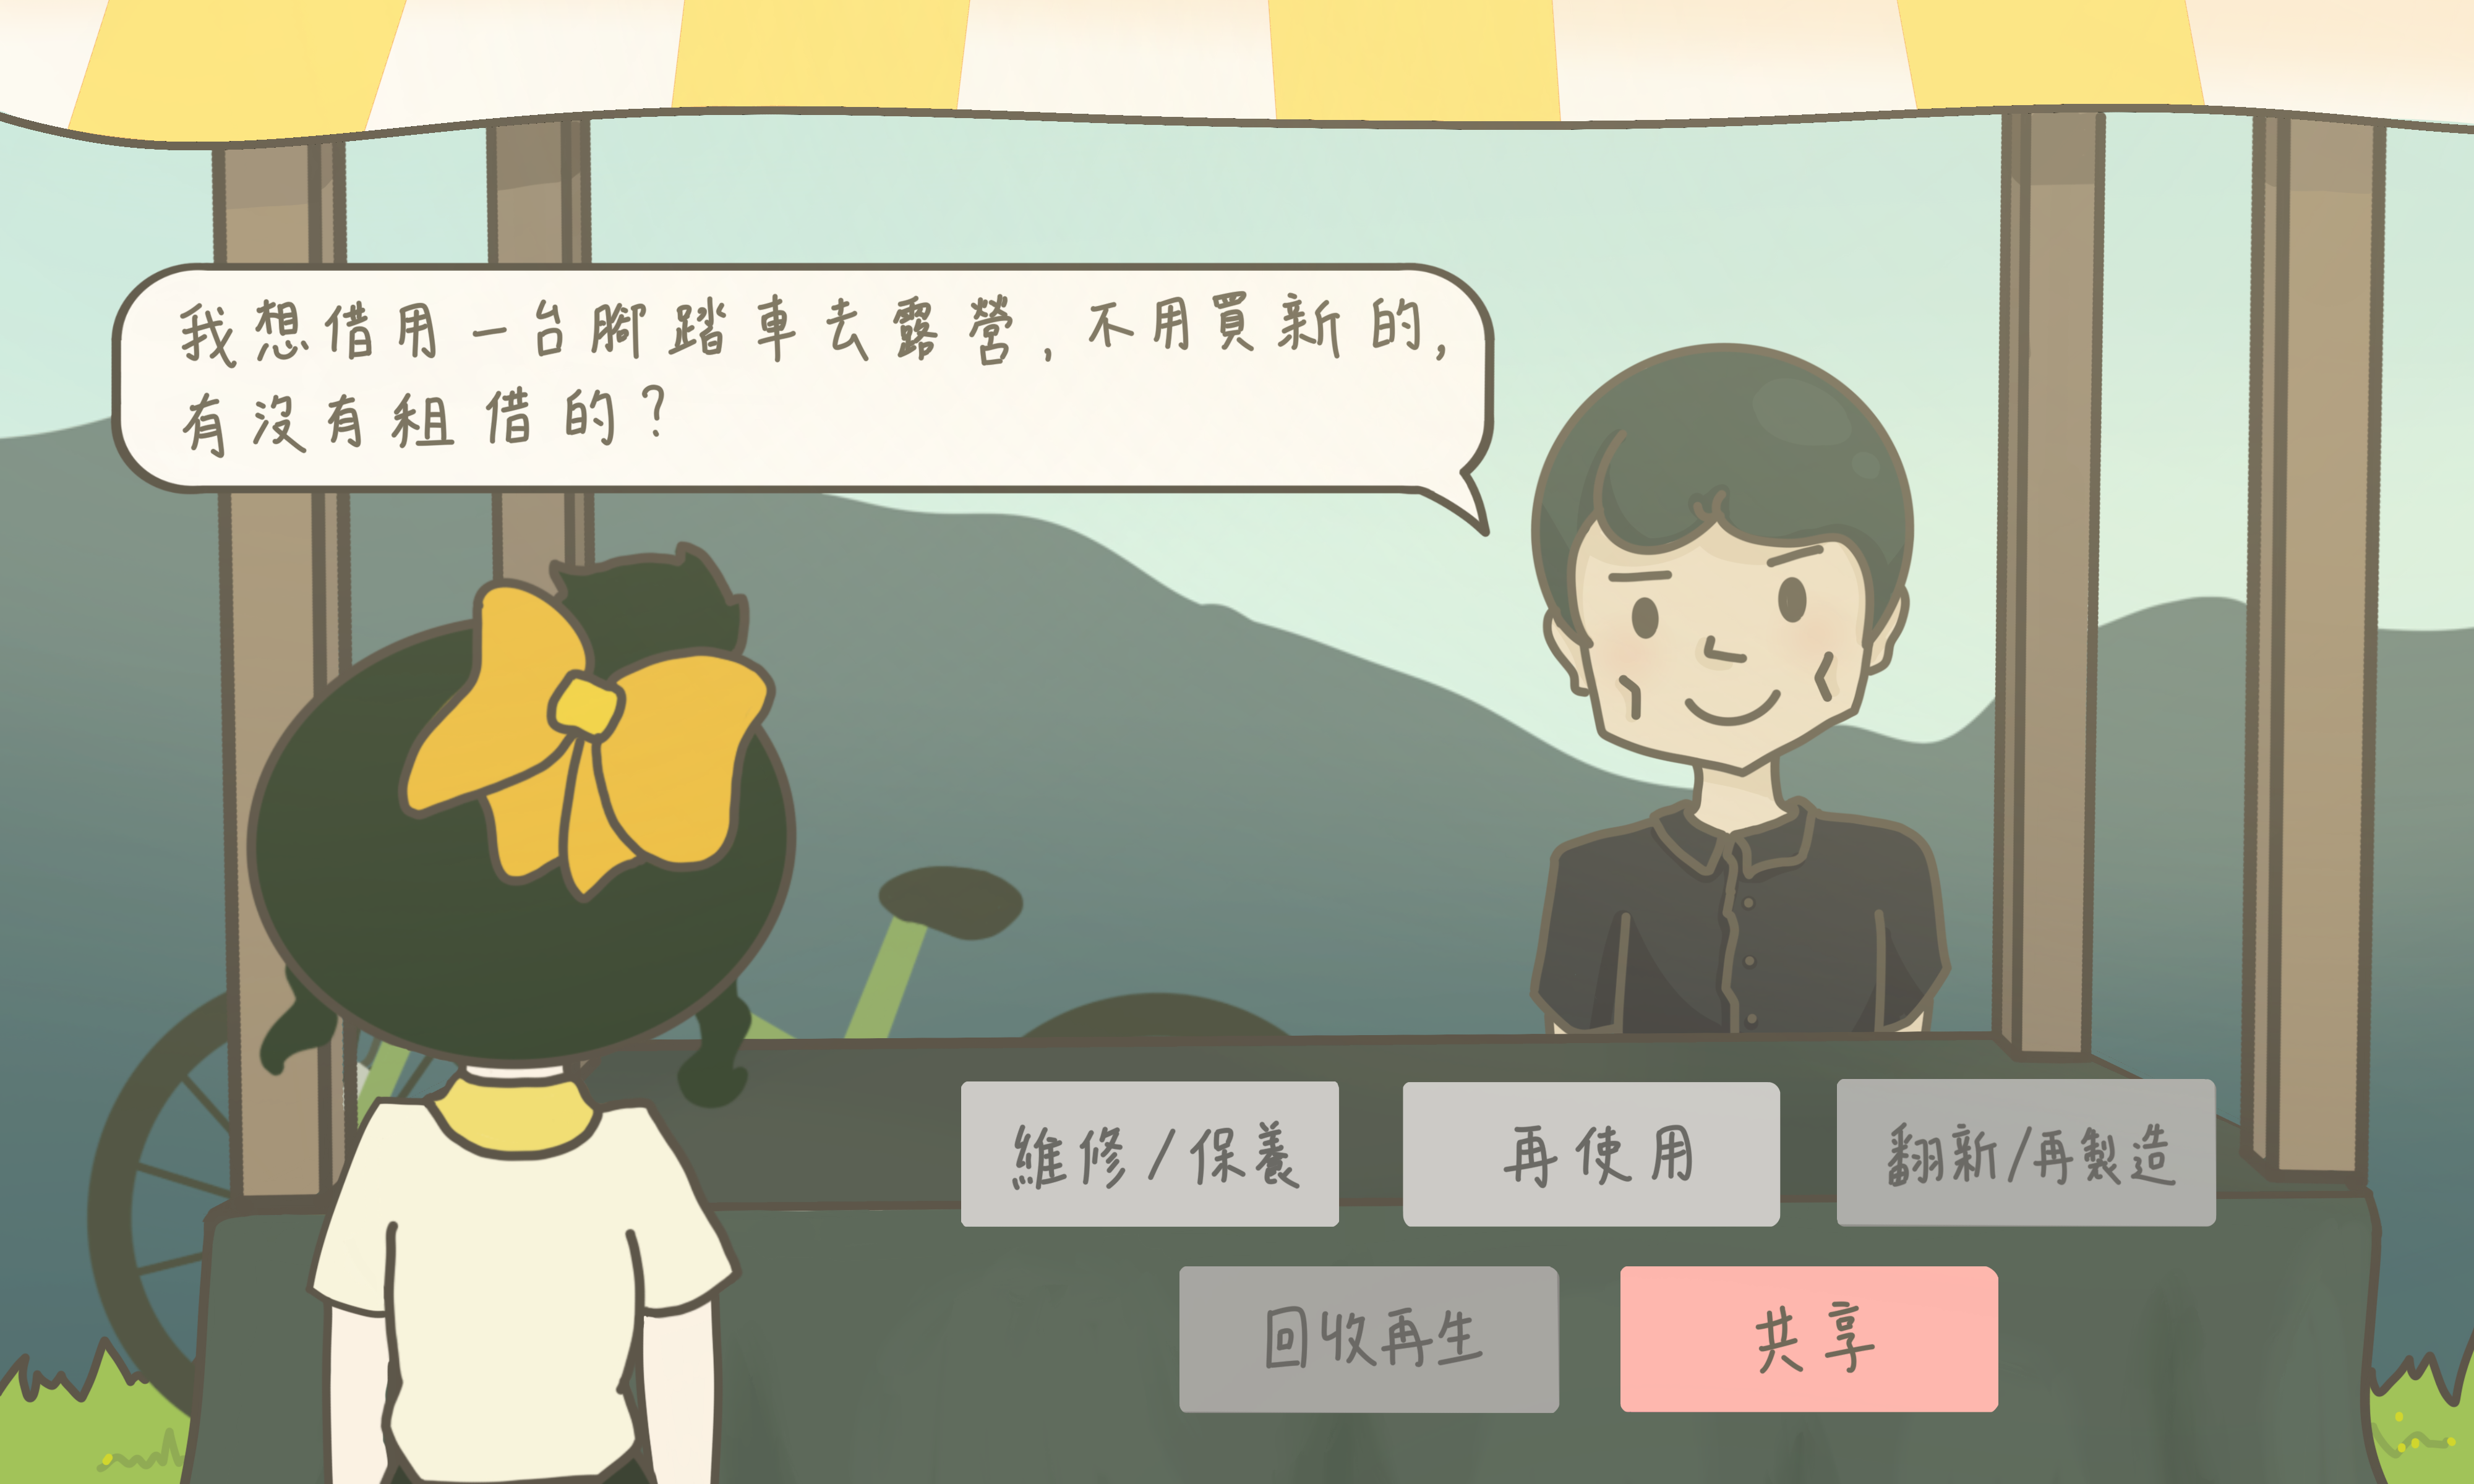 我想借用一台腳踏車去露營,不用買新的,
有沒有租借的?
維修/保養
再使用
翻新/再製造
回收再生
共享